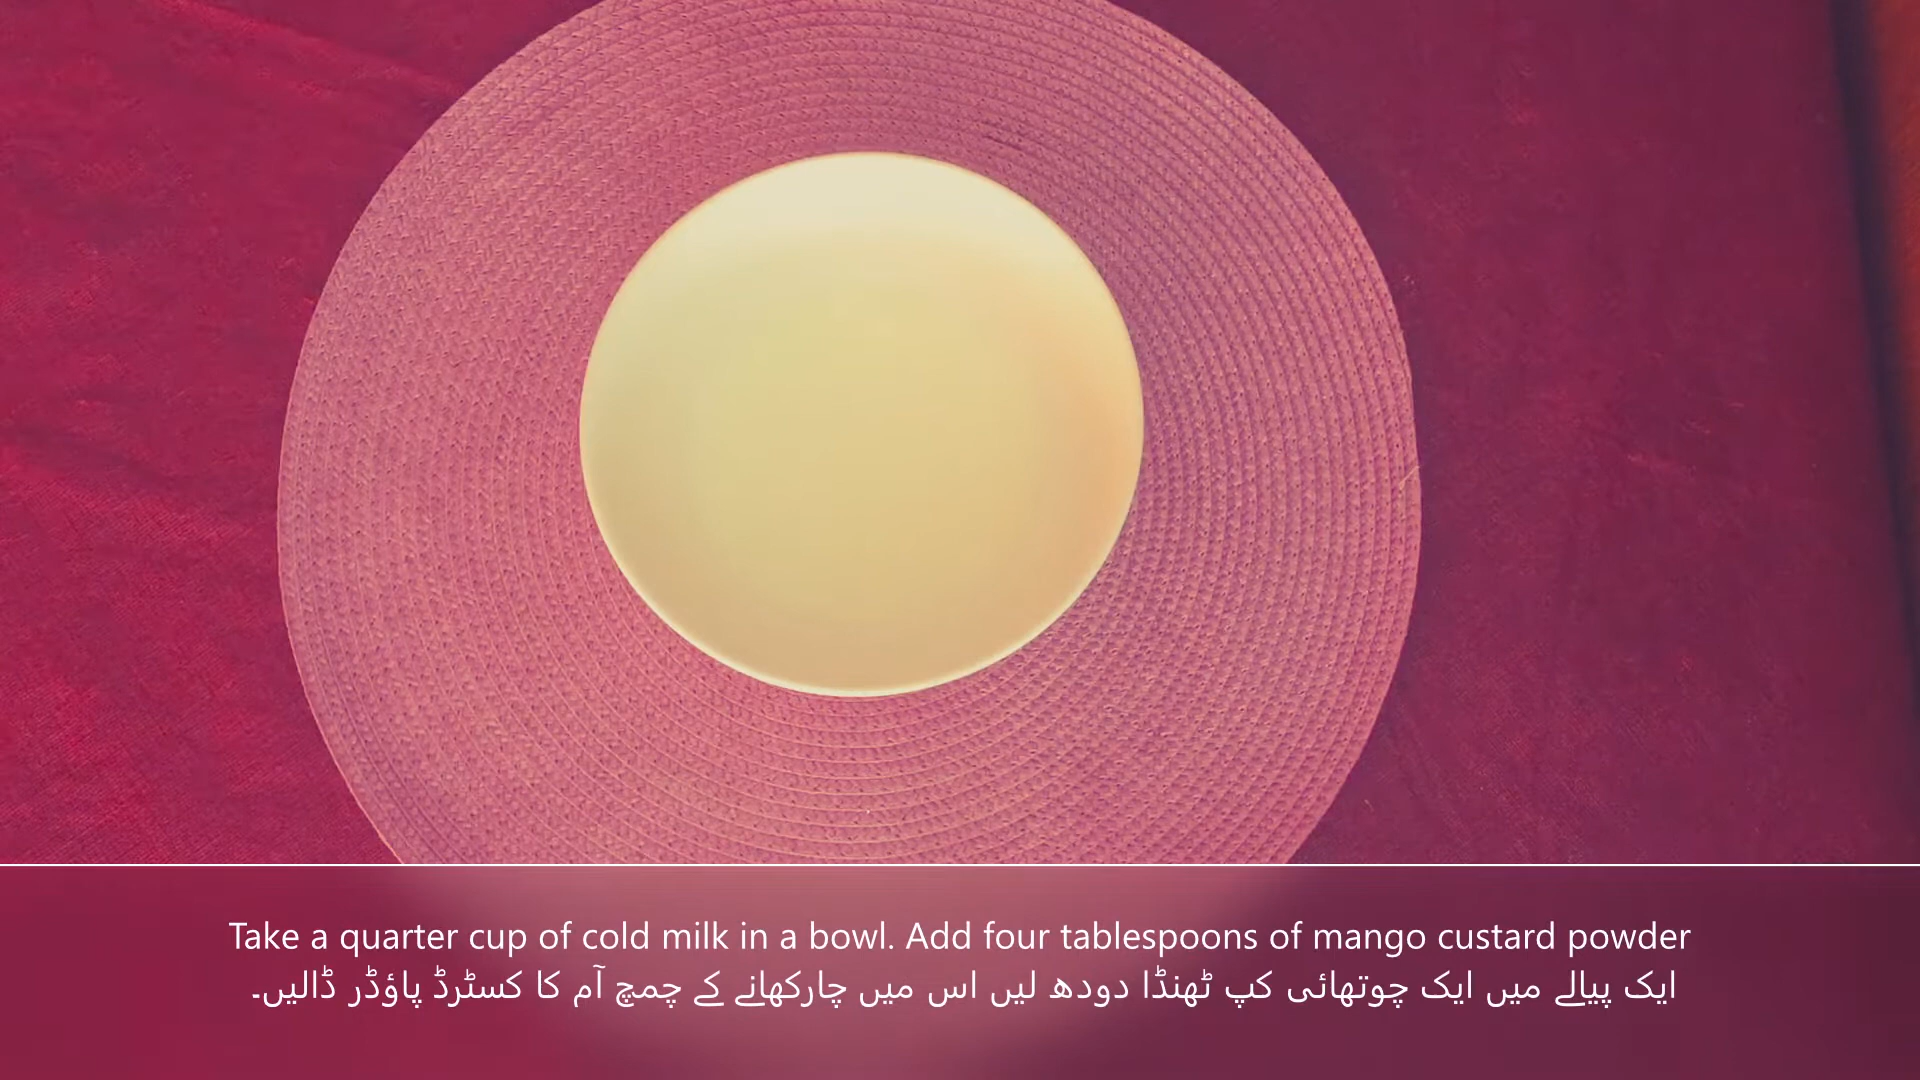 Take a quarter cup of cold milk in a bowl. Add four tablespoons of mango custard powder
ایک پیالے میں ایک چوتھائی کپ ٹھنڈا دودھ لیں اس میں چارکھانے کے چمچ آم کا کسٹرڈ پاؤڈر ڈالیں۔